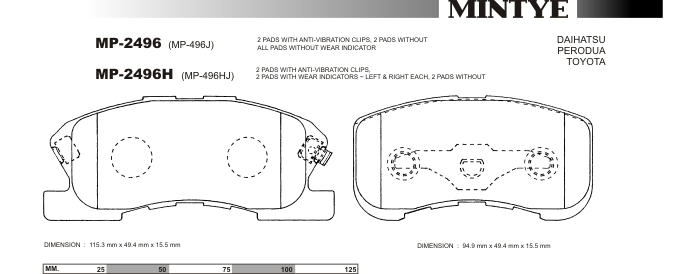 MINTYE
MP-2496 (MP-496J)
2 PADS WITH ANTI-VIBRATION CLIPS, 2 PADS WITHOUT
ALL PADS WITHOUT WEAR INDICATOR
DAIHATSU
PERODUA
TOYOTA
MP-2496H (MP-496HJ)
2 PADS WITH ANTI-VIBRATION CLIPS,
2 PADS WITH WEAR INDICATORS – LEFT & RIGHT EACH, 2 PADS WITHOUT
DIMENSION : 115.3 mm x 49.4 mm x 15.5 mm
DIMENSION : 94.9 mm x 49.4 mm x 15.5 mm
MM. 25 50 75 100 125